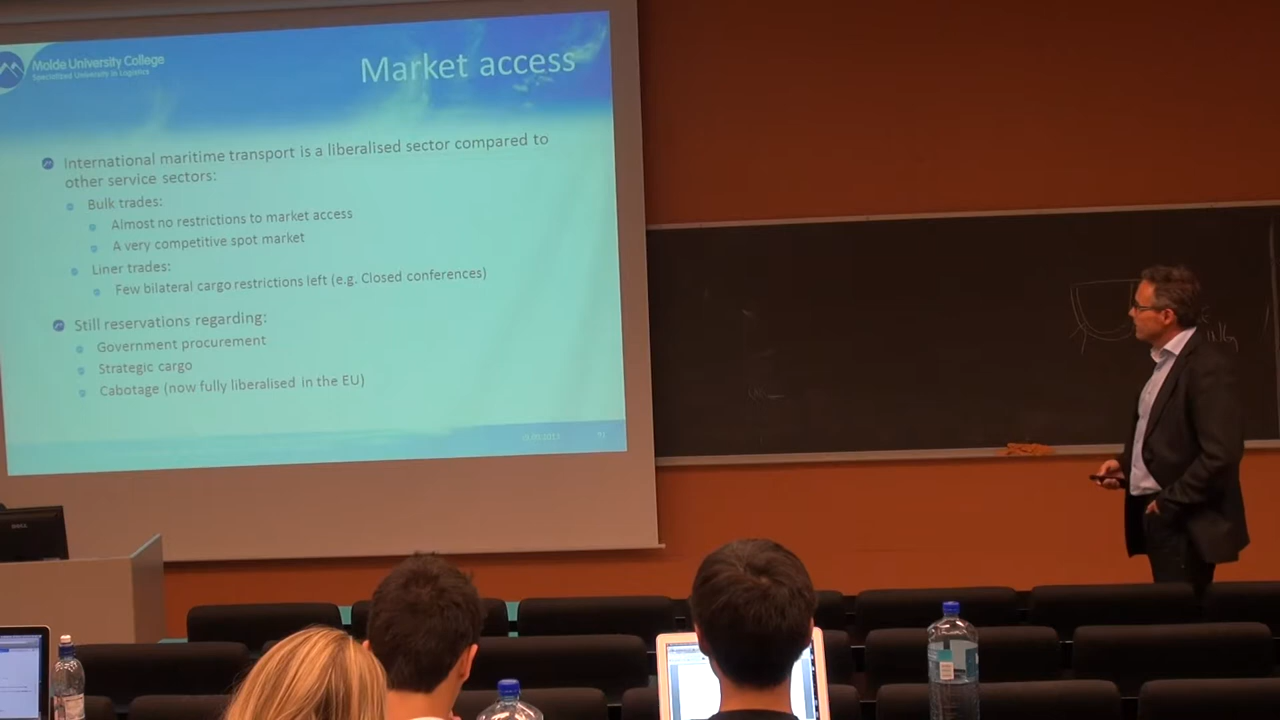 Molde University College
Specialized University in Logistics
Market access
International maritime transport is a liberalised sector compared to
other service sectors:
Bulk trades:
Almost no restrictions to market access
A very competitive spot market
Liner trades:
Few bilateral cargo restrictions left (e.g. Closed conferences)
Still reservations regarding:
Government procurement
Strategic cargo
Cabotage (now fully liberalised in the EU)
DELL